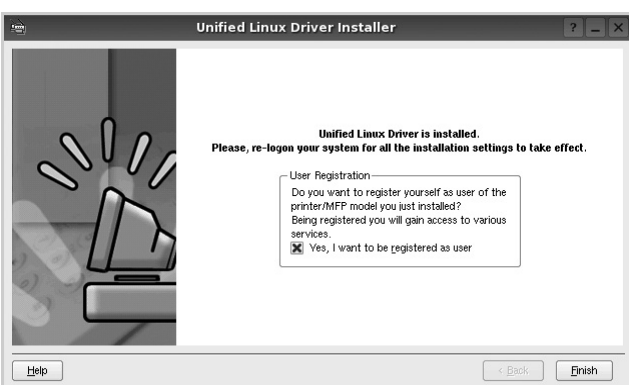 Unified Linux Driver Installer
Unified Linux Driver is installed.
Please, re-logon your system for all the installation settings to take effect.
User Registration
Do you want to register yourself as user of the
printer/MFP model you just installed?
Being registered you will gain access to various
services.
Yes, I want to be registered as user
Help
< Back
Finish